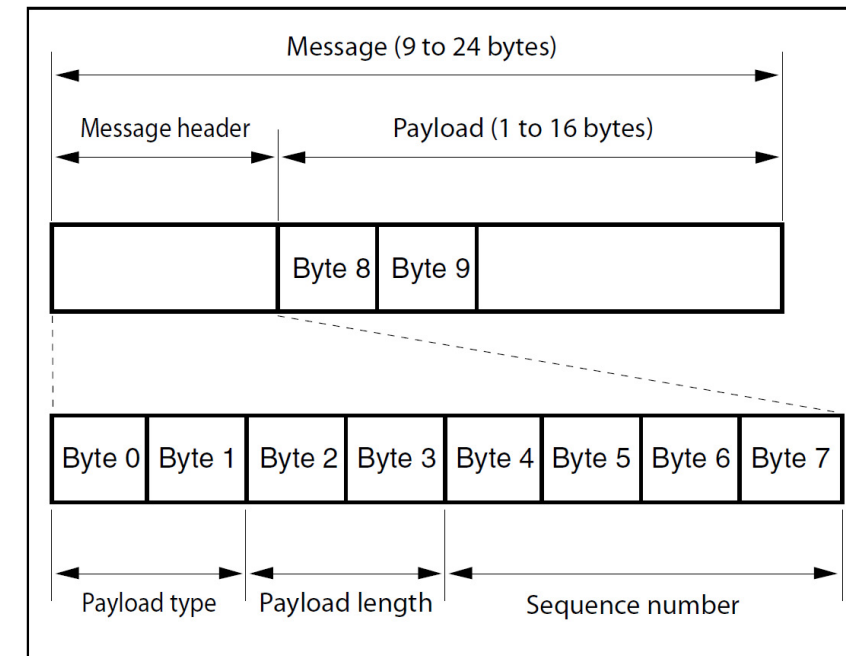 Message (9 to 24 bytes)
Message header Payload (1 to 16 bytes)
Byte 8 Byte 9
Byte 0 Byte 1 Byte 2 Byte 3 Byte 4 Byte 5 Byte 6 Byte 7
Payload type Payload length Sequence number